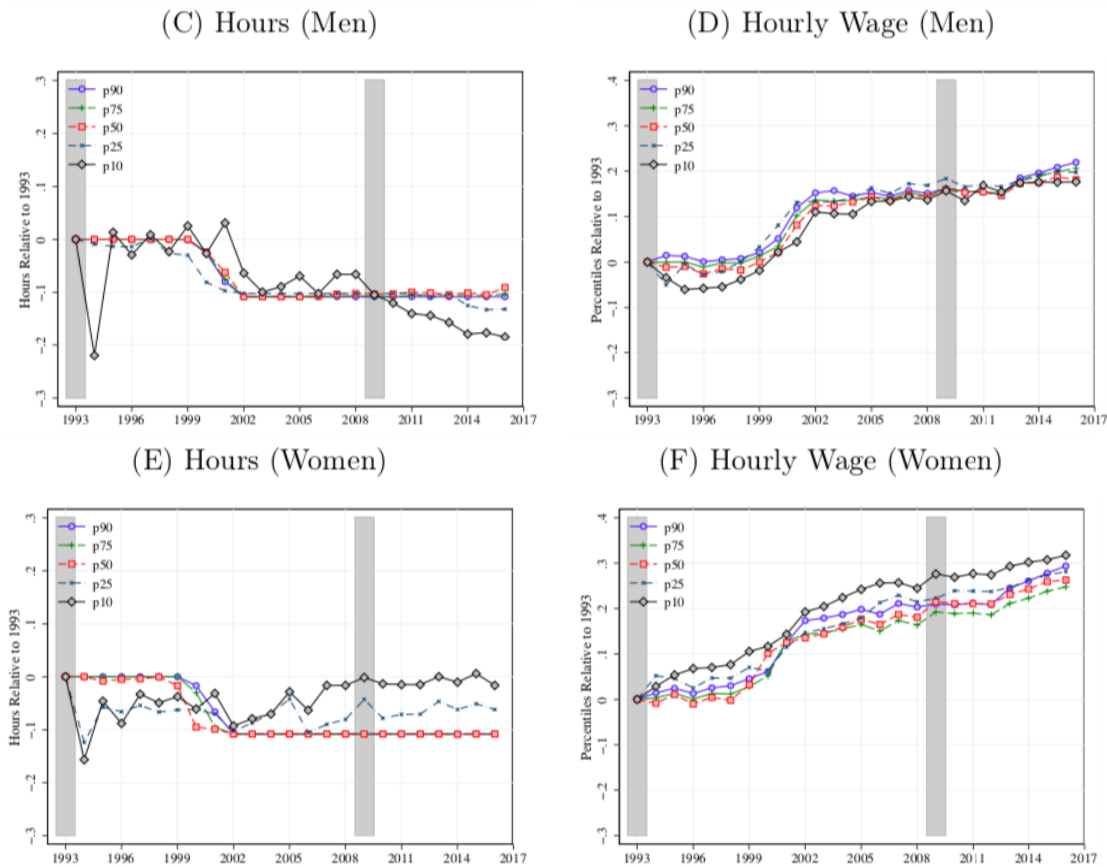 (C) Hours (Men)
(D) Hourly Wage (Men)
p90
p75
p50
p25
p10
Hours Relative to 1993
.3
.2
.1
0
-.1
-.2
-.3
1993 1996 1999 2002 2005 2008 2011 2014 2017
p90
p75
p50
p25
p10
Percentiles Relative to 1993
.4
.3
.2
.1
0
-.1
-.2
-.3
1993 1996 1999 2002 2005 2008 2011 2014 2017
(E) Hours (Women)
(F) Hourly Wage (Women)
p90
p75
p50
p25
p10
Hours Relative to 1993
.3
.2
.1
0
-.1
-.2
-.3
1993 1996 1999 2002 2005 2008 2011 2014 2017
p90
p75
p50
p25
p10
Percentiles Relative to 1993
.4
.3
.2
.1
0
-.1
-.2
-.3
1993 1996 1999 2002 2005 2008 2011 2014 2017